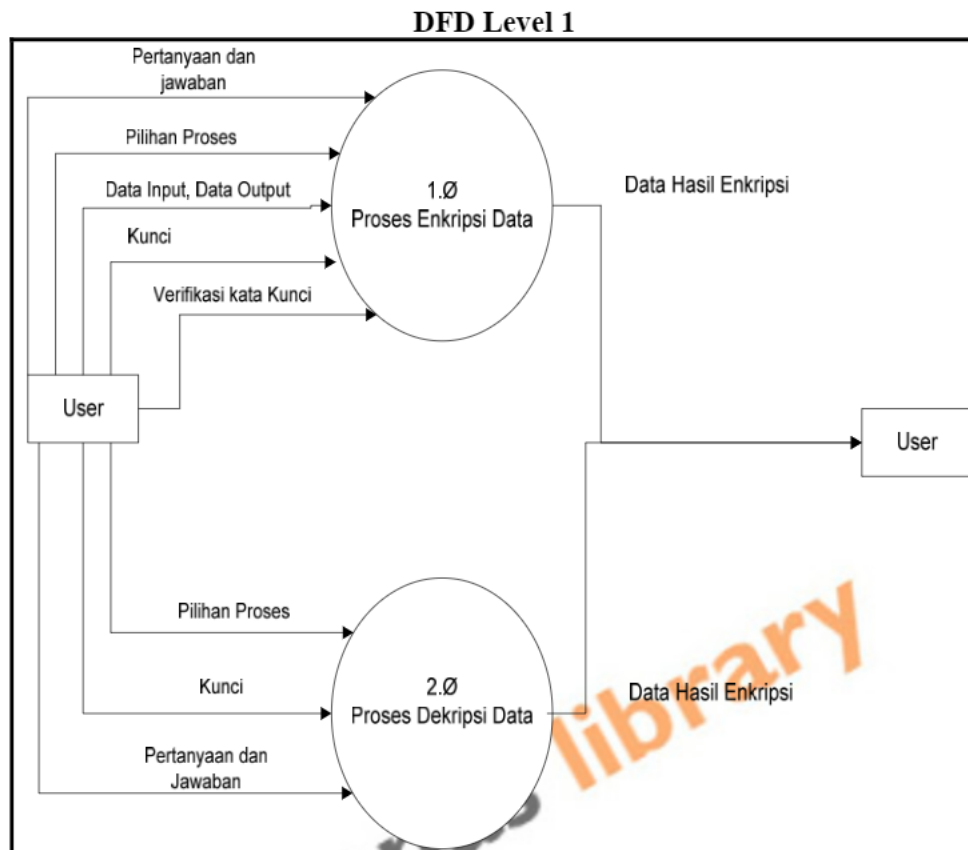 DFD Level 1
Pertanyaan dan
jawaban
Pilihan Proses
Data Input, Data Output
Kunci
Verifikasi kata Kunci
1.Ø
Proses Enkripsi Data
Data Hasil Enkripsi
User
User
Pilihan Proses
Kunci
Pertanyaan dan
Jawaban
2.Ø
Proses Dekripsi Data
Data Hasil Enkripsi
library